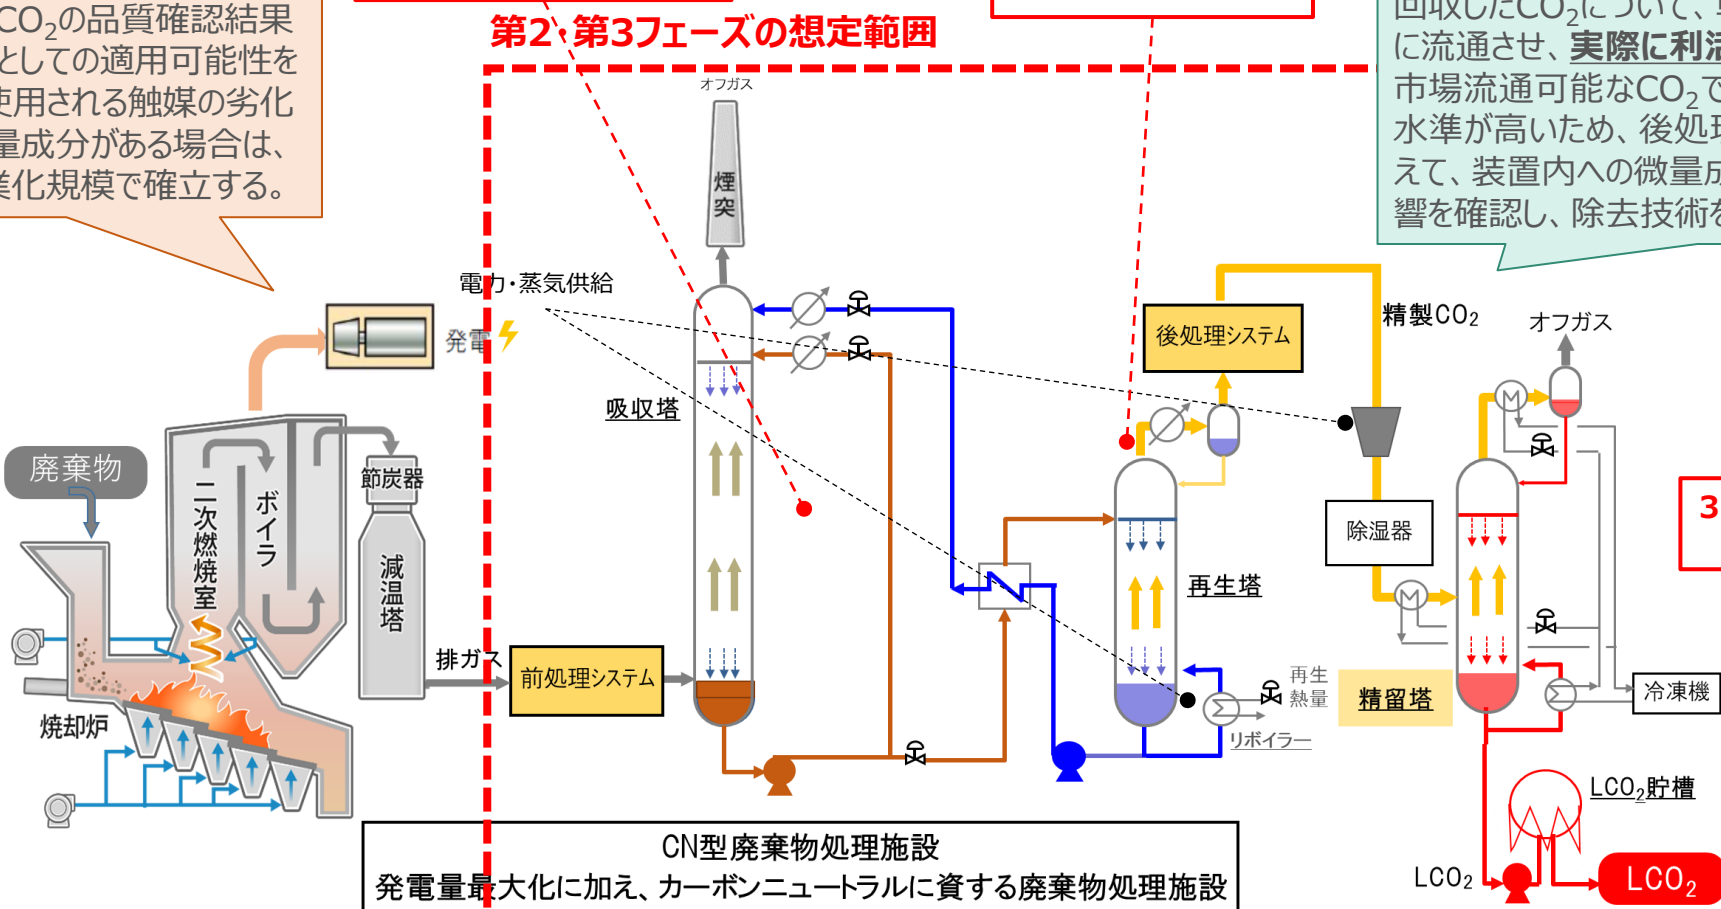 CO₂の品質確認結果
としての適用可能性を
使用される触媒の劣化
量成分がある場合は、
業化規模で確立する。
第2・第3フェーズの想定範囲
回収したCO₂について、
に流通させ、実際に利活
市場流通可能なCO₂で
水準が高いため、後処理
えて、装置内への微量成
響を確認し、除去技術を
オフガス
煙突
電力・蒸気供給
発電
後処理システム
精製CO₂
オフガス
吸収塔
廃棄物
節炭器
二次燃焼室
ボイラ
減温塔
除湿器
3
再生塔
排ガス
前処理システム
再生
熱量
精留塔
冷凍機
焼却炉
リボイラー
LCO₂貯槽
CN型廃棄物処理施設
発電量最大化に加え、カーボンニュートラルに資する廃棄物処理施設
LCO₂
LCO₂